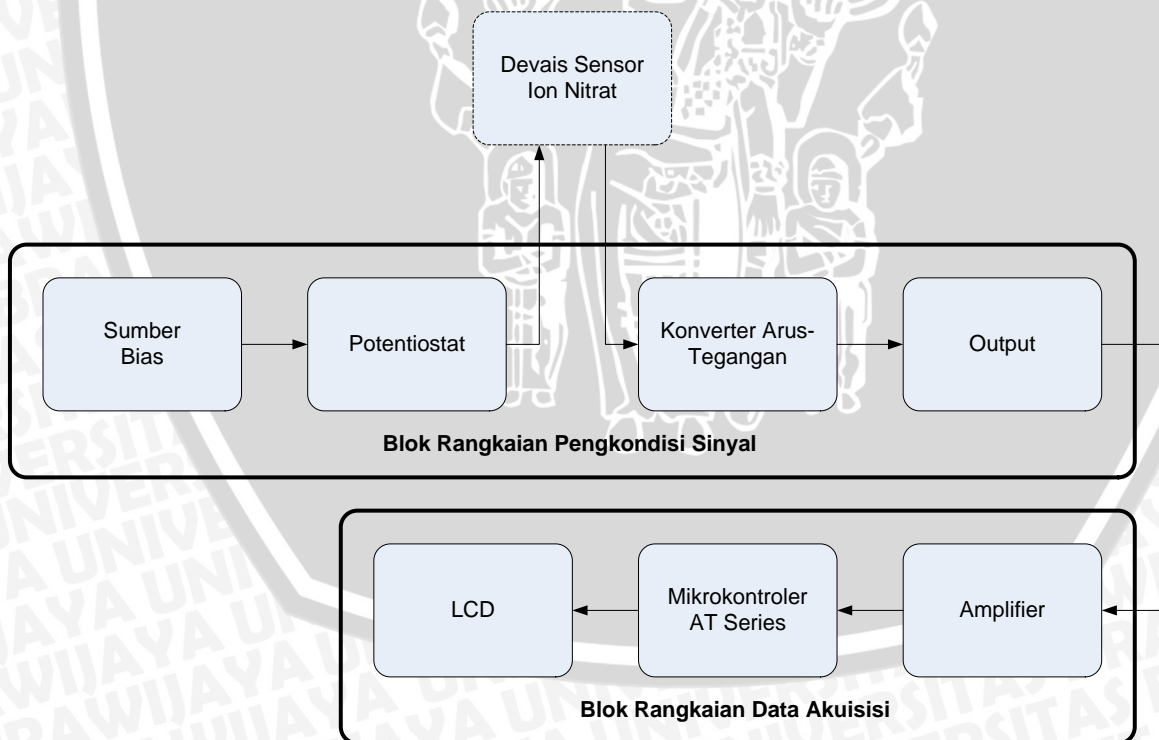 Devais Sensor
Ion Nitrat
Sumber
Bias
Potentiostat
Konverter Arus-
Tegangan
Output
Blok Rangkaian Pengkondisi Sinyal
LCD
Mikrokontroler
AT Series
Amplifier
Blok Rangkaian Data Akuisisi